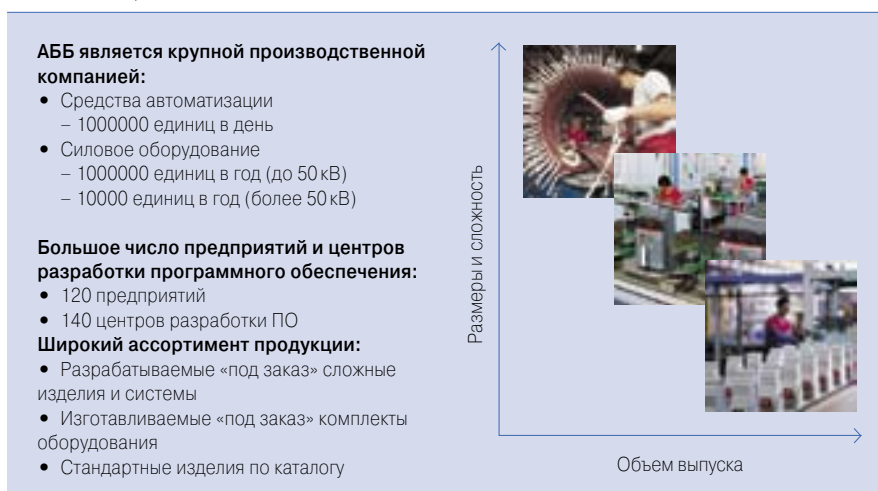 АББ является крупной производственной
компанией:
• Средства автоматизации
– 1000000 единиц в день
• Силовое оборудование
– 1000000 единиц в год (до 50 кВ)
– 10000 единиц в год (более 50 кВ)
Большое число предприятий и центров
разработки программного обеспечения:
• 120 предприятий
• 140 центров разработки ПО
Широкий ассортимент продукции:
• Разрабатываемые «под заказ» сложные
изделия и системы
• Изготавливаемые «под заказ» комплекты
оборудования
• Стандартные изделия по каталогу
Размеры и сложность
Объем выпуска